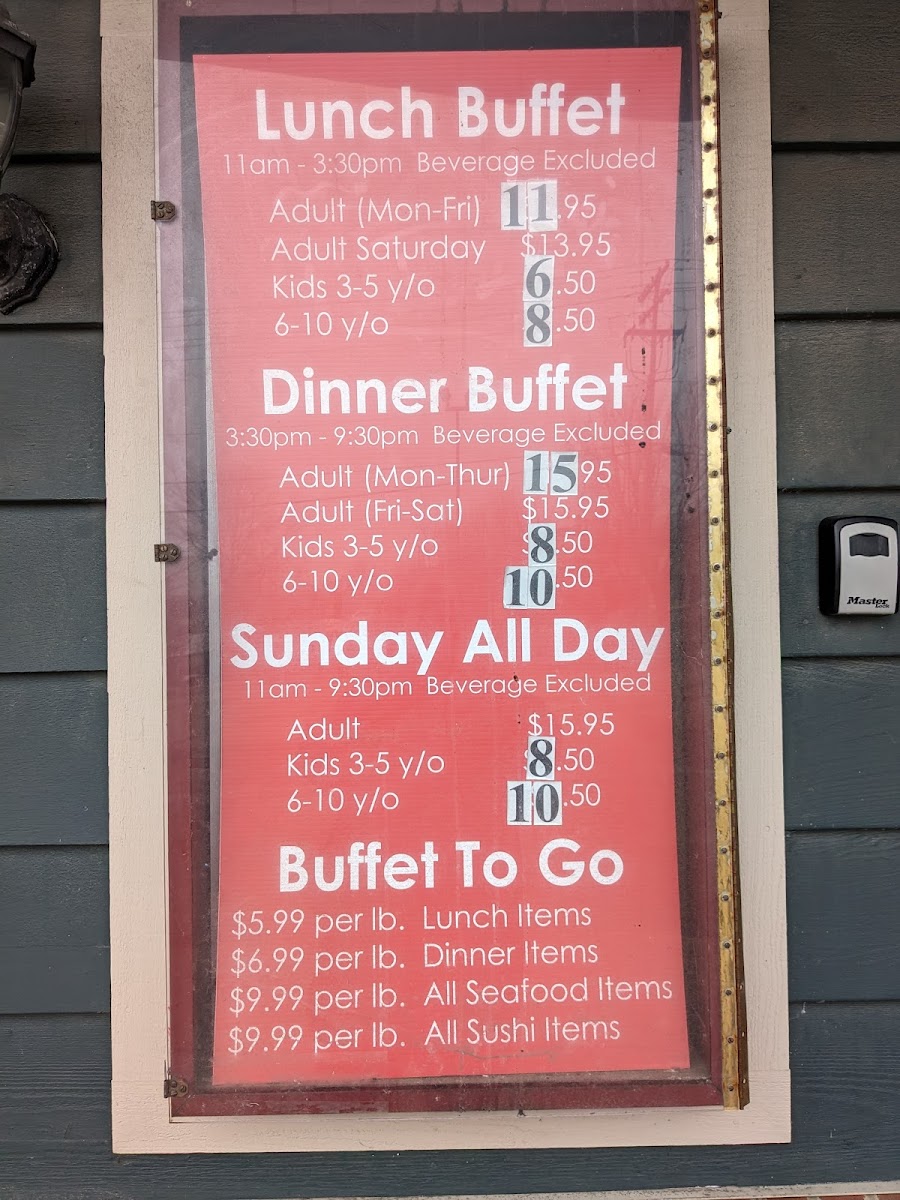 Lunch Buffet
11am - 3:30pm Beverage Excluded
Adult (Mon-Fri) 11.95
Adult Saturday $13.95
Kids 3-5 y/o 6.50
6-10 y/o 8.50
Dinner Buffet
3:30pm - 9:30pm Beverage Excluded
Adult (Mon-Thur) 15 95
Adult (Fri-Sat) $15.95
Kids 3-5 y/o $8.50
6-10 y/o 10.50
Sunday All Day
11am - 9:30pm Beverage Excluded
Adult $15.95
Kids 3-5 y/o $8.50
6-10 y/o 10.50
Buffet To Go
$5.99 per lb. Lunch Items
$6.99 per lb. Dinner Items
$9.99 per lb. All Seafood Items
$9.99 per lb. All Sushi Items
Master
Lock